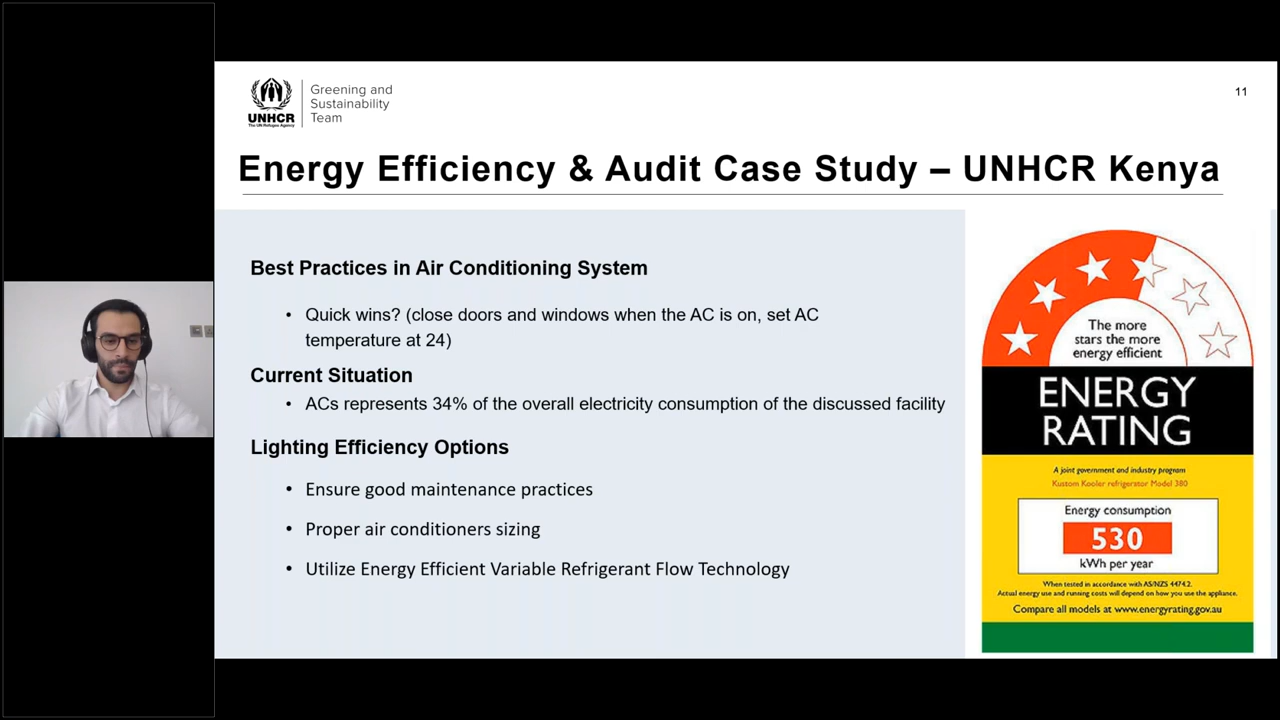 UNHCR
The UN Refugee Agency
Greening and
Sustainability
Team
11
Energy Efficiency & Audit Case Study – UNHCR Kenya
Best Practices in Air Conditioning System
• Quick wins? (close doors and windows when the AC is on, set AC
temperature at 24)
Current Situation
• ACs represents 34% of the overall electricity consumption of the discussed facility
Lighting Efficiency Options
• Ensure good maintenance practices
• Proper air conditioners sizing
• Utilize Energy Efficient Variable Refrigerant Flow Technology
The more
stars the more
energy efficient
ENERGY
RATING
A joint government and industry program
Kustom Kooler refrigerator Model 380
Energy consumption
530
kWh per year
When tested in accordance with AS/NZS 4474.2.
Actual energy use and running costs will depend on how you use the appliance.
Compare all models at www.energyrating.gov.au